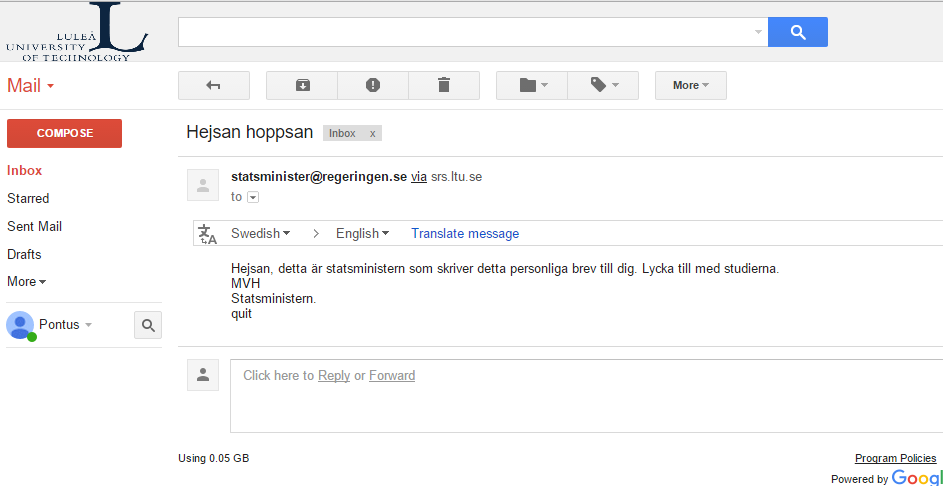 LULEÅ
UNIVERSITY
OF TECHNOLOGY
Mail
More
COMPOSE
Hejsan hoppsan Inbox x
Inbox
Starred
Sent Mail
Drafts
More
Pontus
statsminister@regeringen.se via srs.ltu.se
to
Swedish > English Translate message
Hejsan, detta är statsministern som skriver detta personliga brev till dig. Lycka till med studierna.
MVH
Statsministern.
quit
Click here to Reply or Forward
Using 0.05 GB
Program Policies
Powered by Googl